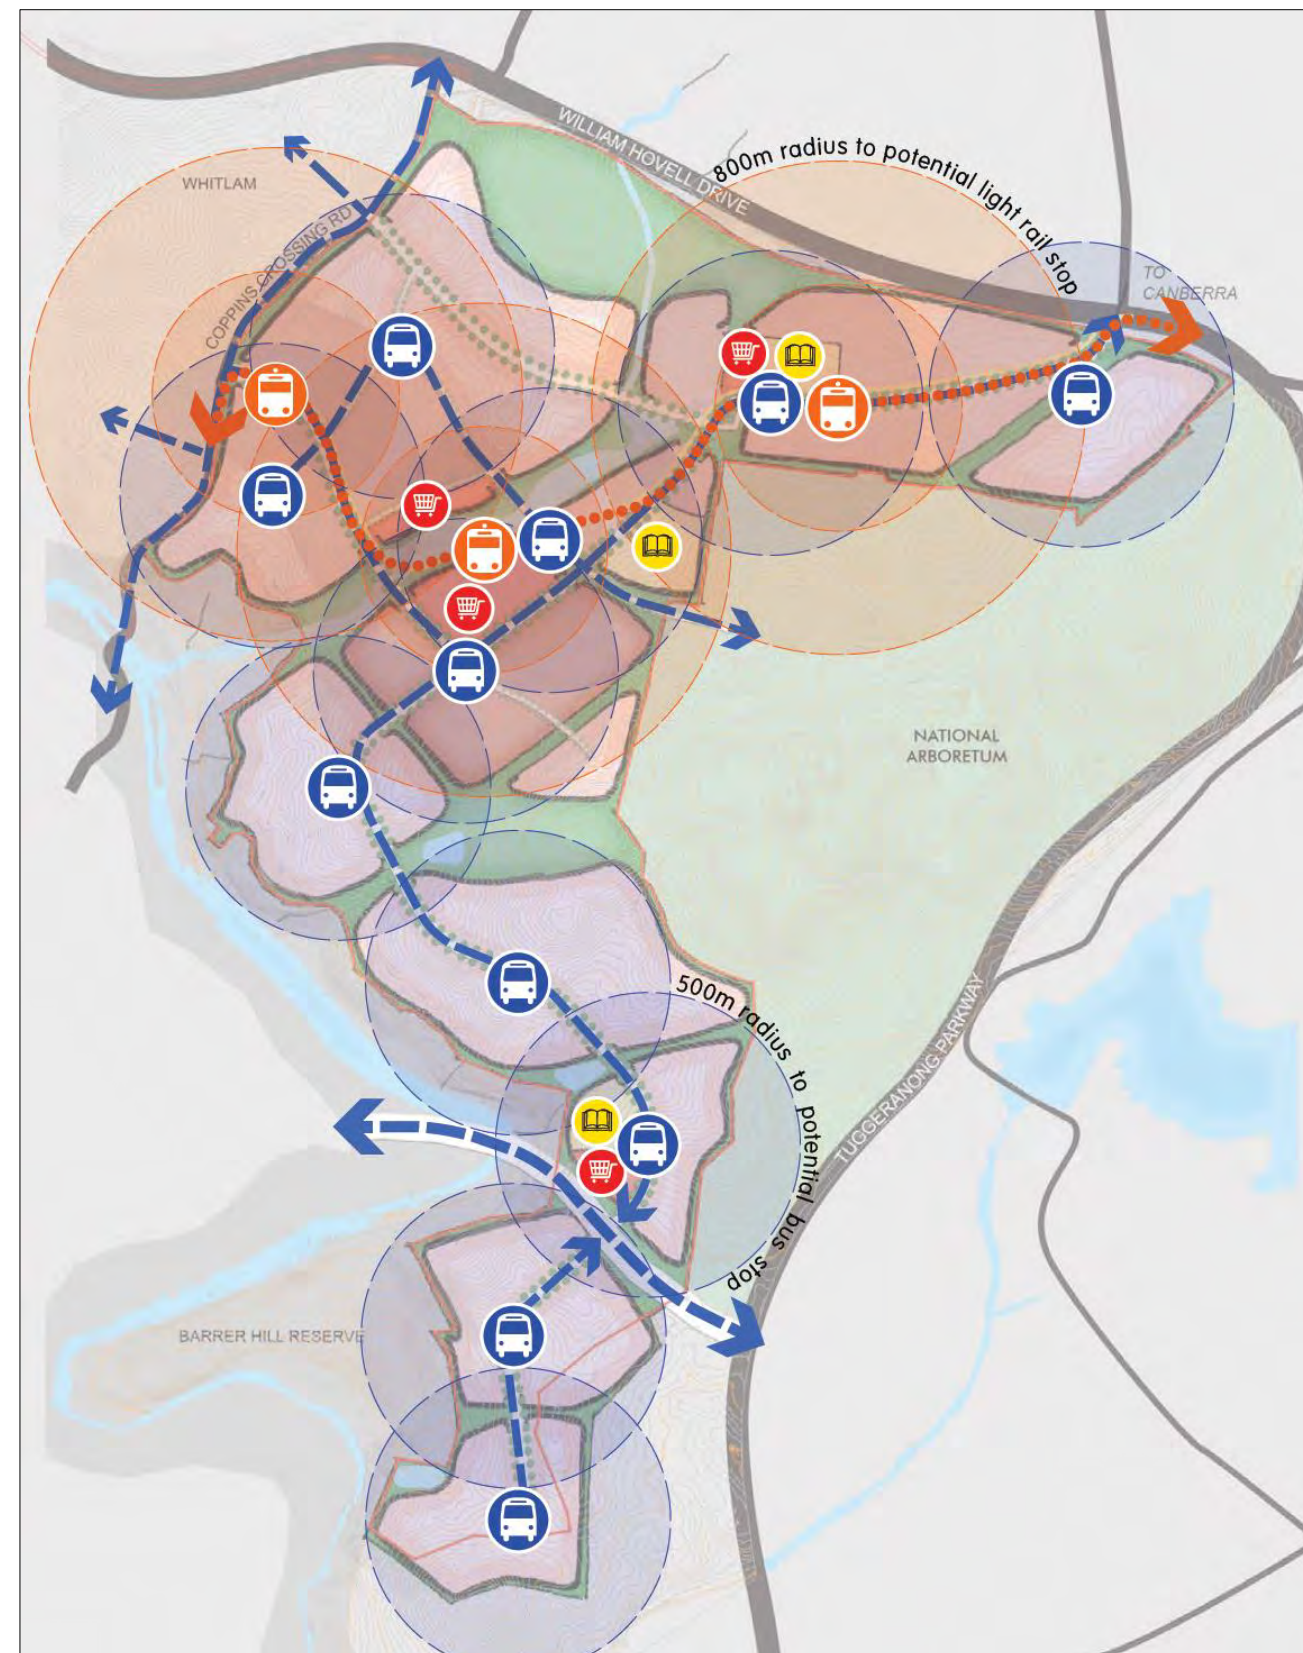 WILLIAM HOVELL DRIVE
800m radius to potential light rail stop
WHITLAM
COPPINS CROSSING RD
TO
CANBERRA
NATIONAL
ARBORETUM
500m radius to potential bus stop
TUGGERANONG PARKWAY
BARRER HILL RESERVE